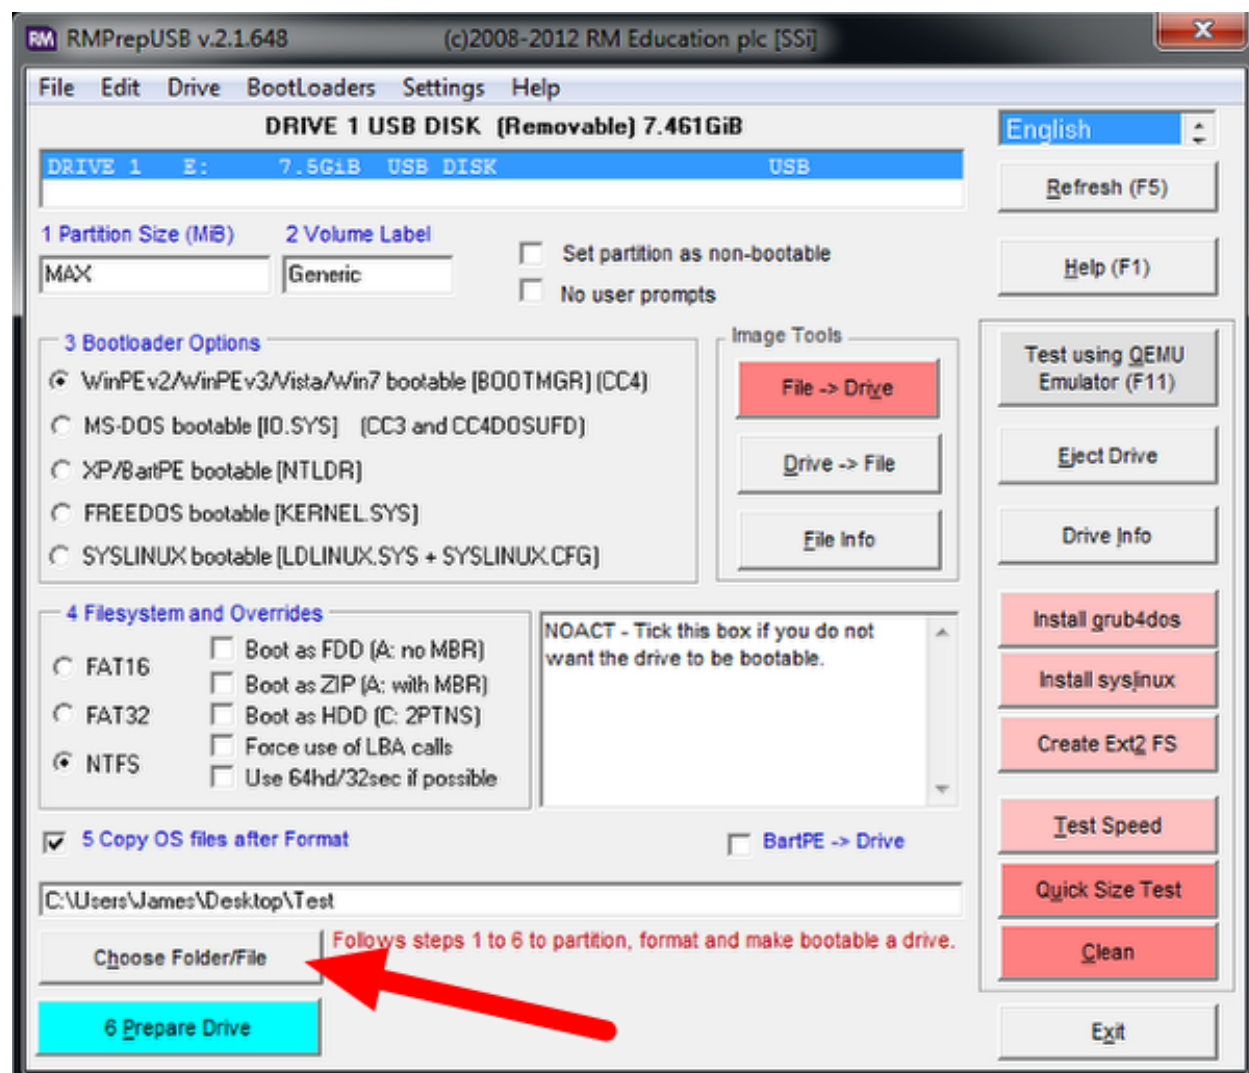 RM RMPrepUSB v.2.1.648 (c)2008-2012 RM Education plc [SSi] X
File Edit Drive BootLoaders Settings Help
DRIVE 1 USB DISK (Removable) 7.461GiB
English
DRIVE 1 E: 7.5GiB USB DISK USB
Refresh (F5)
1 Partition Size (MiB) 2 Volume Label
MAX Generic
Set partition as non-bootable
No user prompts
Help (F1)
3 Bootloader Options
WinPEv2/WinPEv3/Vista/Win7 bootable [BOOTMGR] (CC4)
MS-DOS bootable [IO.SYS] (CC3 and CC4DOSUFD)
XP/BartPE bootable [NTLDR]
FREEDOS bootable [KERNEL.SYS]
SYSLINUX bootable [LDLINUX.SYS + SYSLINUX.CFG]
Image Tools
File -> Drive
Drive -> File
File Info
Test using QEMU
Emulator (F11)
Eject Drive
Drive Info
4 Filesystem and Overrides
FAT16
FAT32
NTFS
Boot as FDD (A: no MBR)
Boot as ZIP (A: with MBR)
Boot as HDD (C: 2PTNS)
Force use of LBA calls
Use 64hd/32sec if possible
NOACT - Tick this box if you do not
want the drive to be bootable.
Install grub4dos
Install syslinux
Create Ext2 FS
5 Copy OS files after Format
BartPE -> Drive
Test Speed
C:\Users\James\Desktop\Test
Quick Size Test
Choose Folder/File
Follows steps 1 to 6 to partition, format and make bootable a drive.
Clean
6 Prepare Drive
Exit